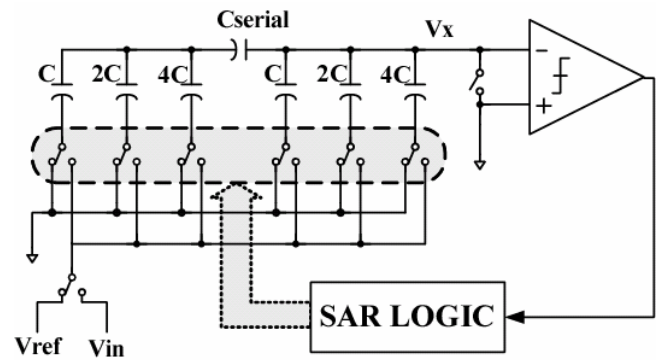 Cserial
Vx
C 2C 4C C 2C 4C
−
+
SAR LOGIC
Vref Vin